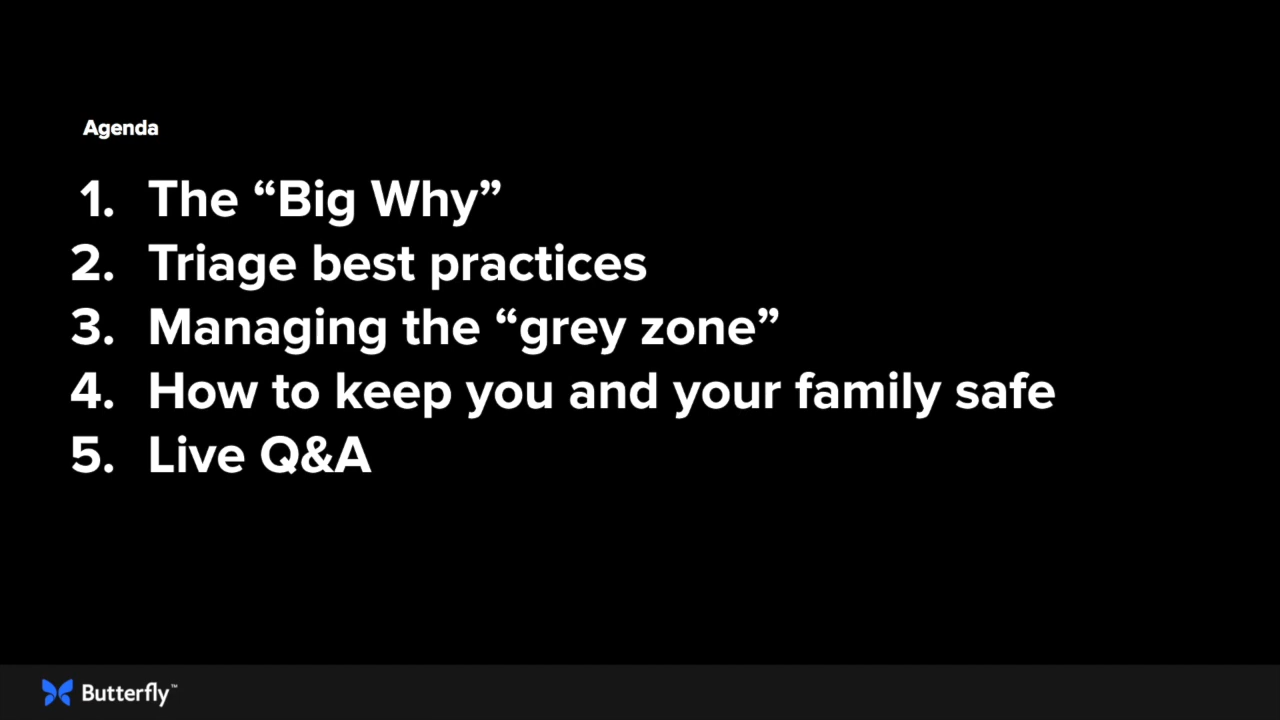 Agenda
1. The “Big Why”
2. Triage best practices
3. Managing the “grey zone”
4. How to keep you and your family safe
5. Live Q&A
Butterfly™